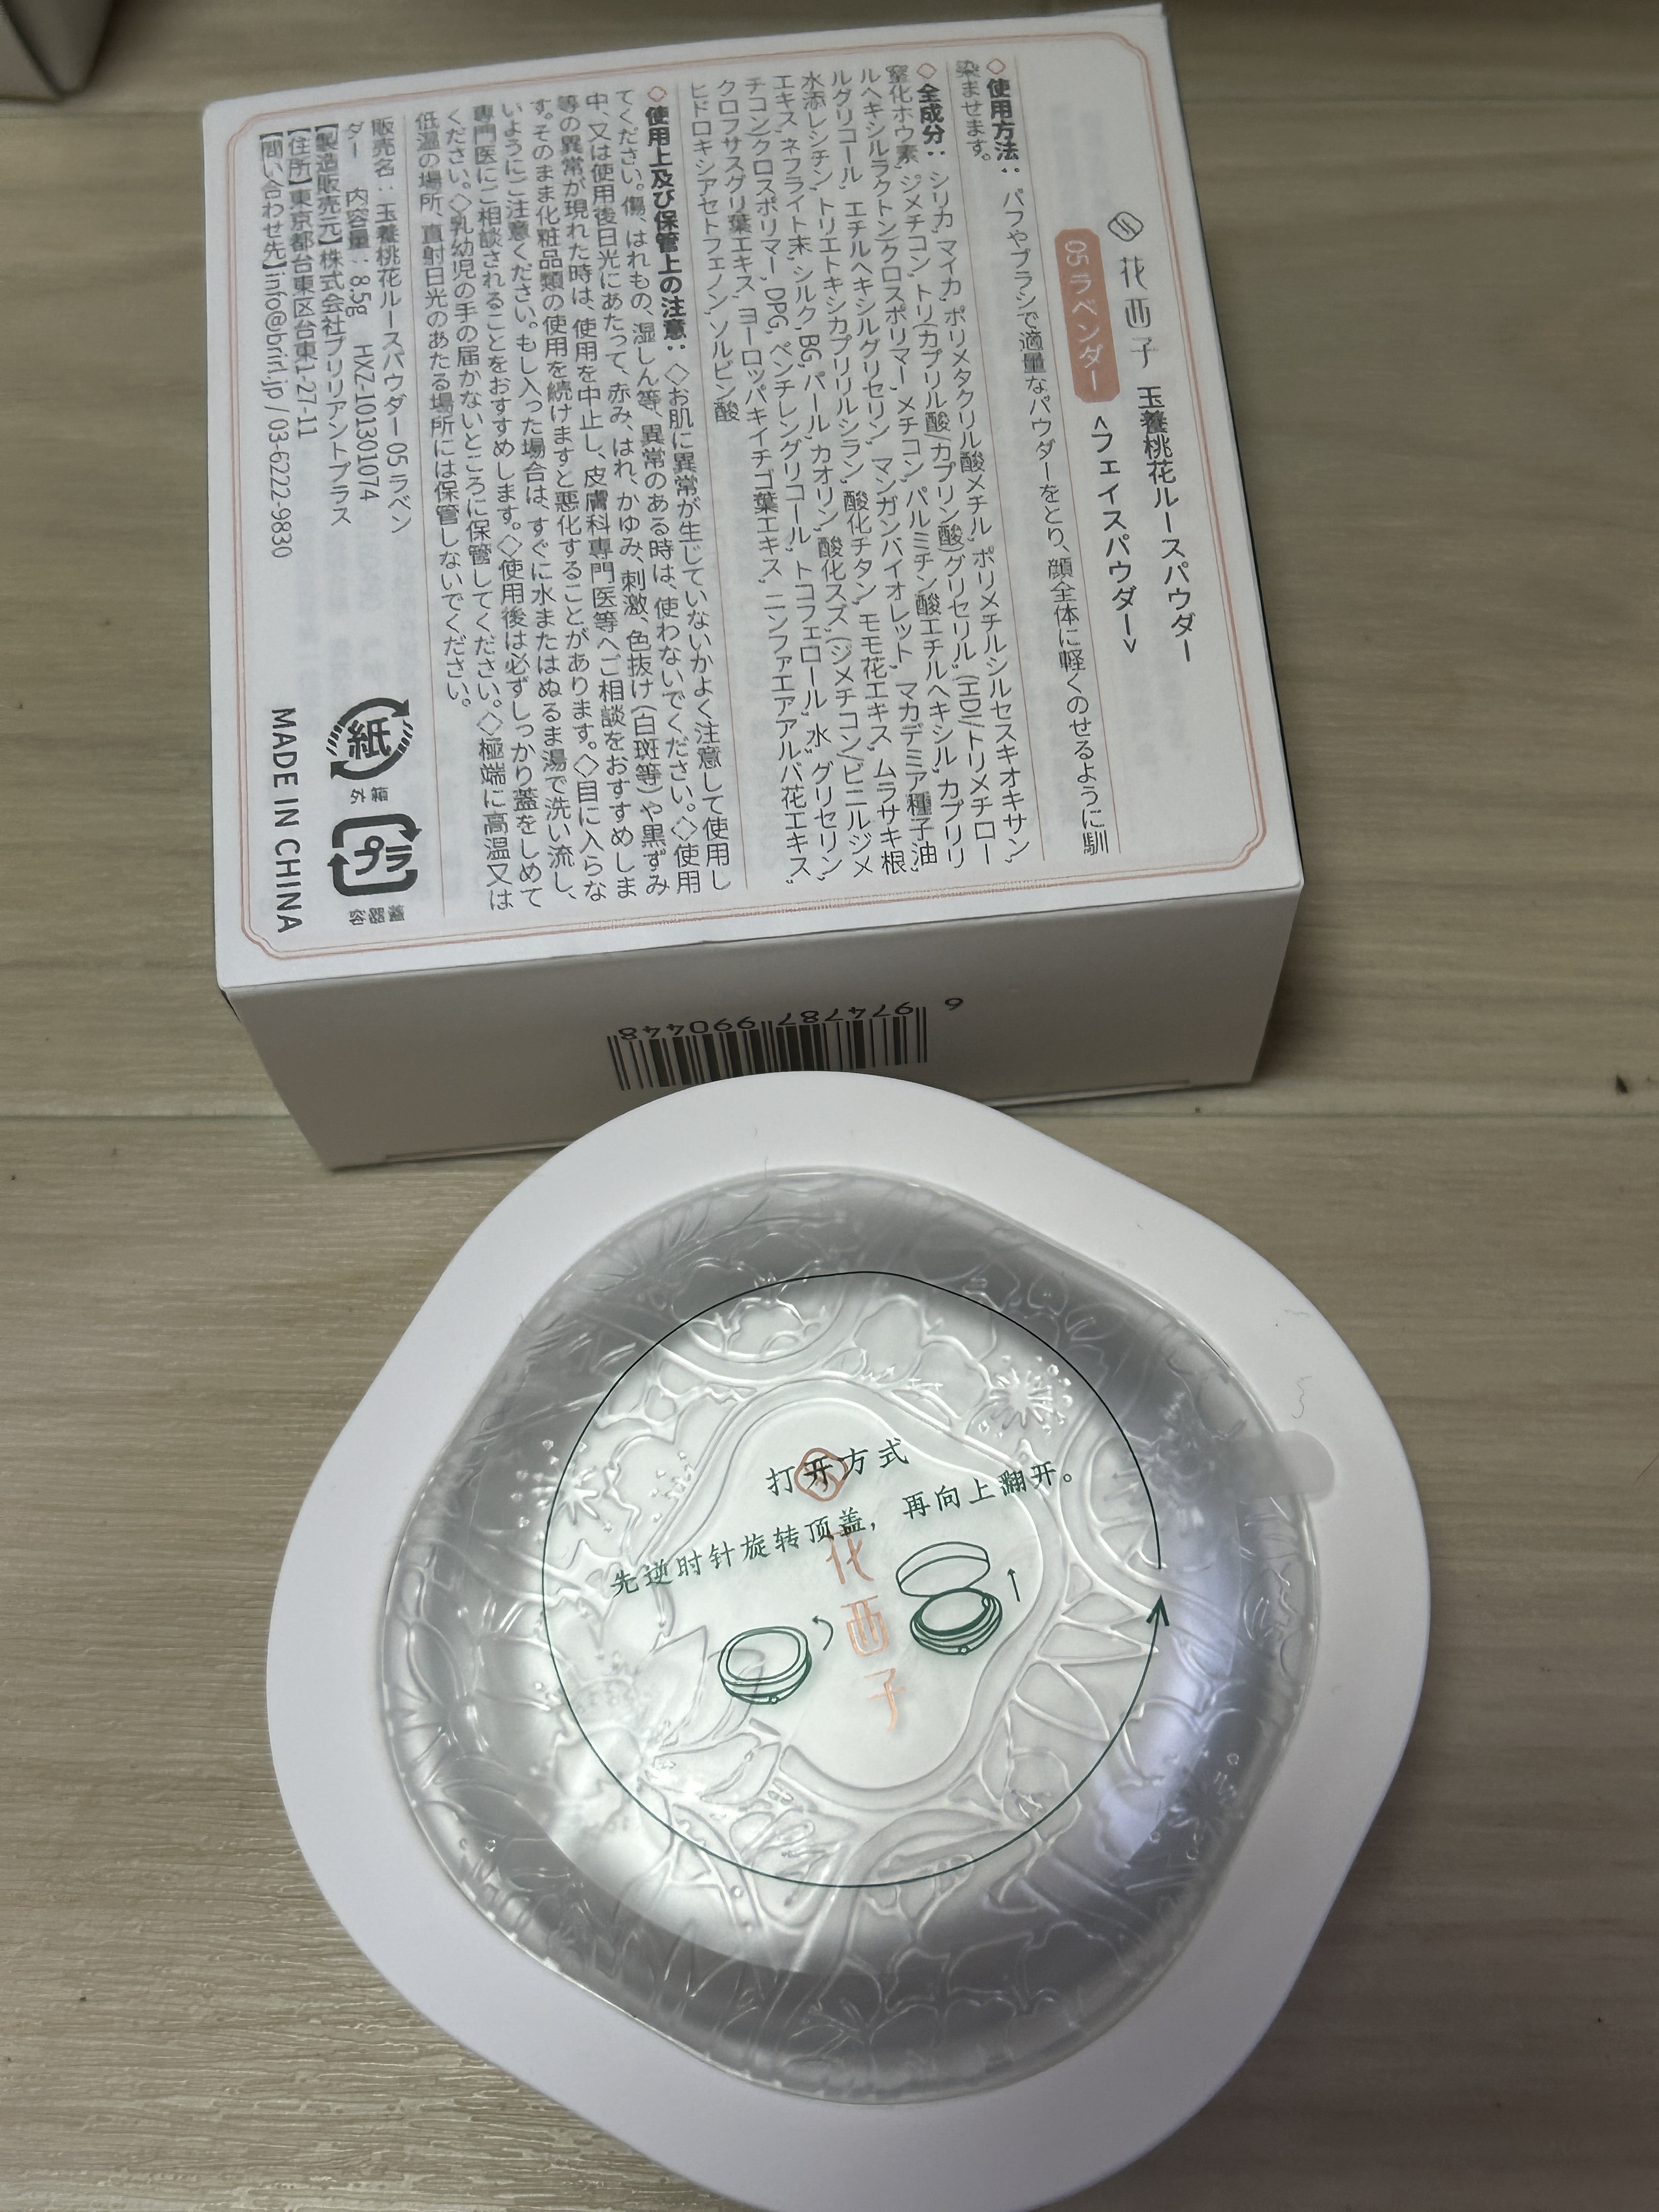 花西子 玉養桃花ルースパウダー
05 ラベンダー <フェイスパウダー>
◇使用方法：パフやブラシで適量なパウダーをとり、顔全体に軽くのせるように馴
染ませます。
◇全成分：シリカ, マイカ, ポリメタクリル酸メチル, ポリメチルシルセスキオキサン,
窒化ホウ素, ジメチコン, トリ(カプリル酸/カプリン酸)グリセリル, (HDI/トリメチロー
ルヘキシルラクトン)クロスポリマー, メチコン, パルミチン酸エチルヘキシル, カプリリ
ルグリコール, エチルヘキシルグリセリン, マンガンバイオレット, マカデミア種子油,
水添レシチン, トリエトキシカプリリルシラン, 酸化チタン, モモ花エキス, ムラサキ根
エキス, ネフライト末, シルク, BG, パール, カオリン, 酸化スズ, (ジメチコン/ビニルジメ
チコン)クロスポリマー, DPG, ペンチレングリコール, トコフェロール, 水, グリセリン,
クロフサスグリ葉エキス, ヨーロッパキイチゴ葉エキス, ニンファエアアルバ花エキス,
ヒドロキシアセトフェノン, ソルビン酸
◇使用上及び保管上の注意：◇お肌に異常が生じていないかよく注意して使用し
てください。傷、はれもの、湿しん等、異常のある時は、使わないでください。◇使用
中、又は使用後日光にあたって、赤み、はれ、かゆみ、刺激、色抜け(白斑等)や黒ずみ
等の異常が現れた時は、使用を中止し、皮膚科専門医等へご相談をおすすめしま
す。そのまま化粧品類の使用を続けますと悪化することがあります。◇目に入らな
いようにご注意ください。もし入った場合は、すぐに水またはぬるま湯で洗い流し、
専門医にご相談されることをおすすめします。◇使用後は必ずしっかり蓋をしめて
ください。◇乳幼児の手の届かないところに保管してください。◇極端に高温又は
低温の場所、直射日光のあたる場所には保管しないでください。
販売名：玉養桃花ルースパウダー 05 ラベン
ダー 内容量：8.5g HXZ-101301074
【製造販売元】株式会社ブリリアントプラス
【住所】東京都台東区台東1-27-11
【問い合わせ先】info@brirl.jp / 03-6222-9830
紙
外箱
プラ
容器蓋
MADE IN CHINA
6 974787 990448
打开方式
先逆时针旋转顶盖，再向上翻开。
花西子